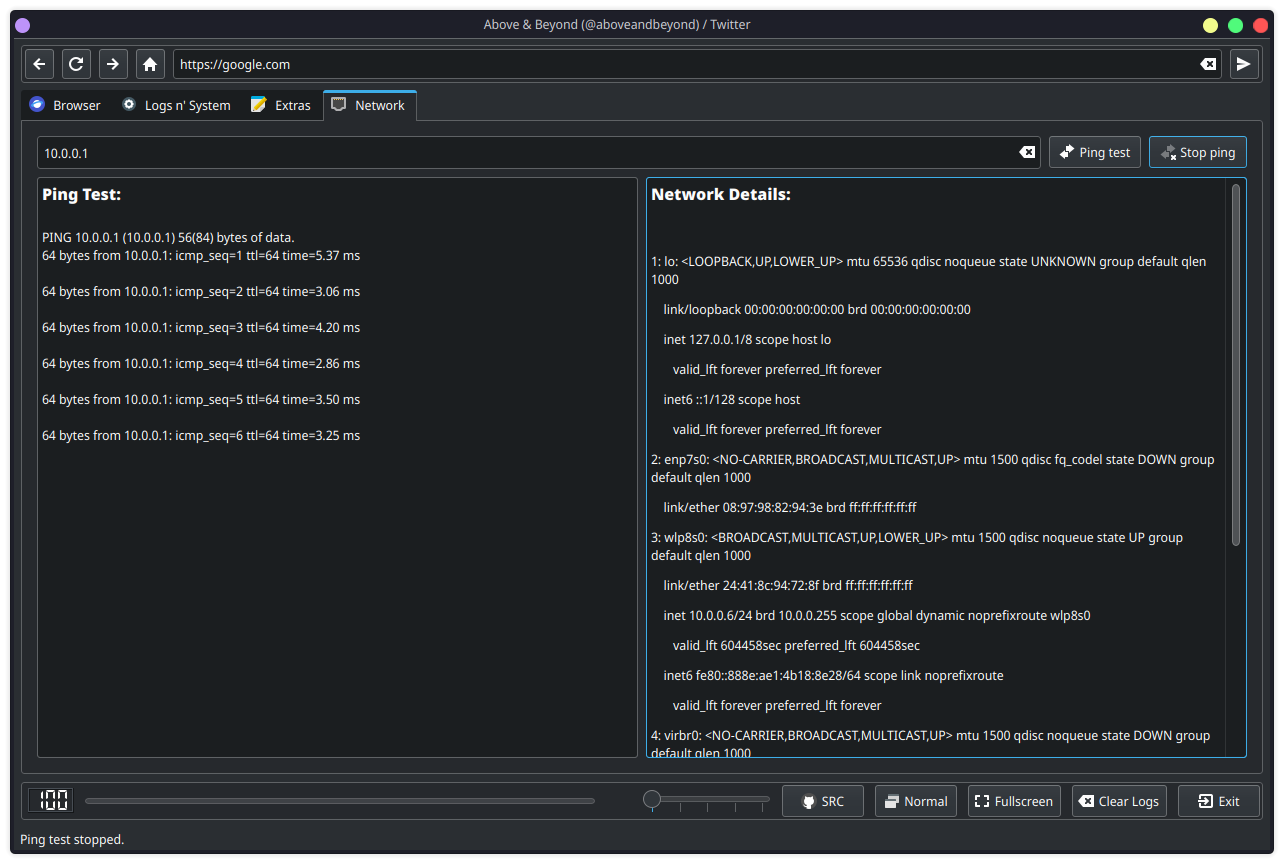 Above & Beyond (@aboveandbeyond) / Twitter
https://google.com
Browser
Logs n' System
Extras
Network
10.0.0.1
Ping test
Stop ping
Ping Test:
PING 10.0.0.1 (10.0.0.1) 56(84) bytes of data.
64 bytes from 10.0.0.1: icmp_seq=1 ttl=64 time=5.37 ms
64 bytes from 10.0.0.1: icmp_seq=2 ttl=64 time=3.06 ms
64 bytes from 10.0.0.1: icmp_seq=3 ttl=64 time=4.20 ms
64 bytes from 10.0.0.1: icmp_seq=4 ttl=64 time=2.86 ms
64 bytes from 10.0.0.1: icmp_seq=5 ttl=64 time=3.50 ms
64 bytes from 10.0.0.1: icmp_seq=6 ttl=64 time=3.25 ms
Network Details:
1: lo: <LOOPBACK,UP,LOWER_UP> mtu 65536 qdisc noqueue state UNKNOWN group default qlen
1000
link/loopback 00:00:00:00:00:00 brd 00:00:00:00:00:00
inet 127.0.0.1/8 scope host lo
valid_lft forever preferred_lft forever
inet6 ::1/128 scope host
valid_lft forever preferred_lft forever
2: enp7s0: <NO-CARRIER,BROADCAST,MULTICAST,UP> mtu 1500 qdisc fq_codel state DOWN group
default qlen 1000
link/ether 08:97:98:82:94:3e brd ff:ff:ff:ff:ff:ff
3: wlp8s0: <BROADCAST,MULTICAST,UP,LOWER_UP> mtu 1500 qdisc noqueue state UP group
default qlen 1000
link/ether 24:41:8c:94:72:8f brd ff:ff:ff:ff:ff:ff
inet 10.0.0.6/24 brd 10.0.0.255 scope global dynamic noprefixroute wlp8s0
valid_lft 604458sec preferred_lft 604458sec
inet6 fe80::888e:ae1:4b18:8e28/64 scope link noprefixroute
valid_lft forever preferred_lft forever
4: virbr0: <NO-CARRIER,BROADCAST,MULTICAST,UP> mtu 1500 qdisc noqueue state DOWN group
default qlen 1000
100
SRC
Normal
Fullscreen
Clear Logs
Exit
Ping test stopped.